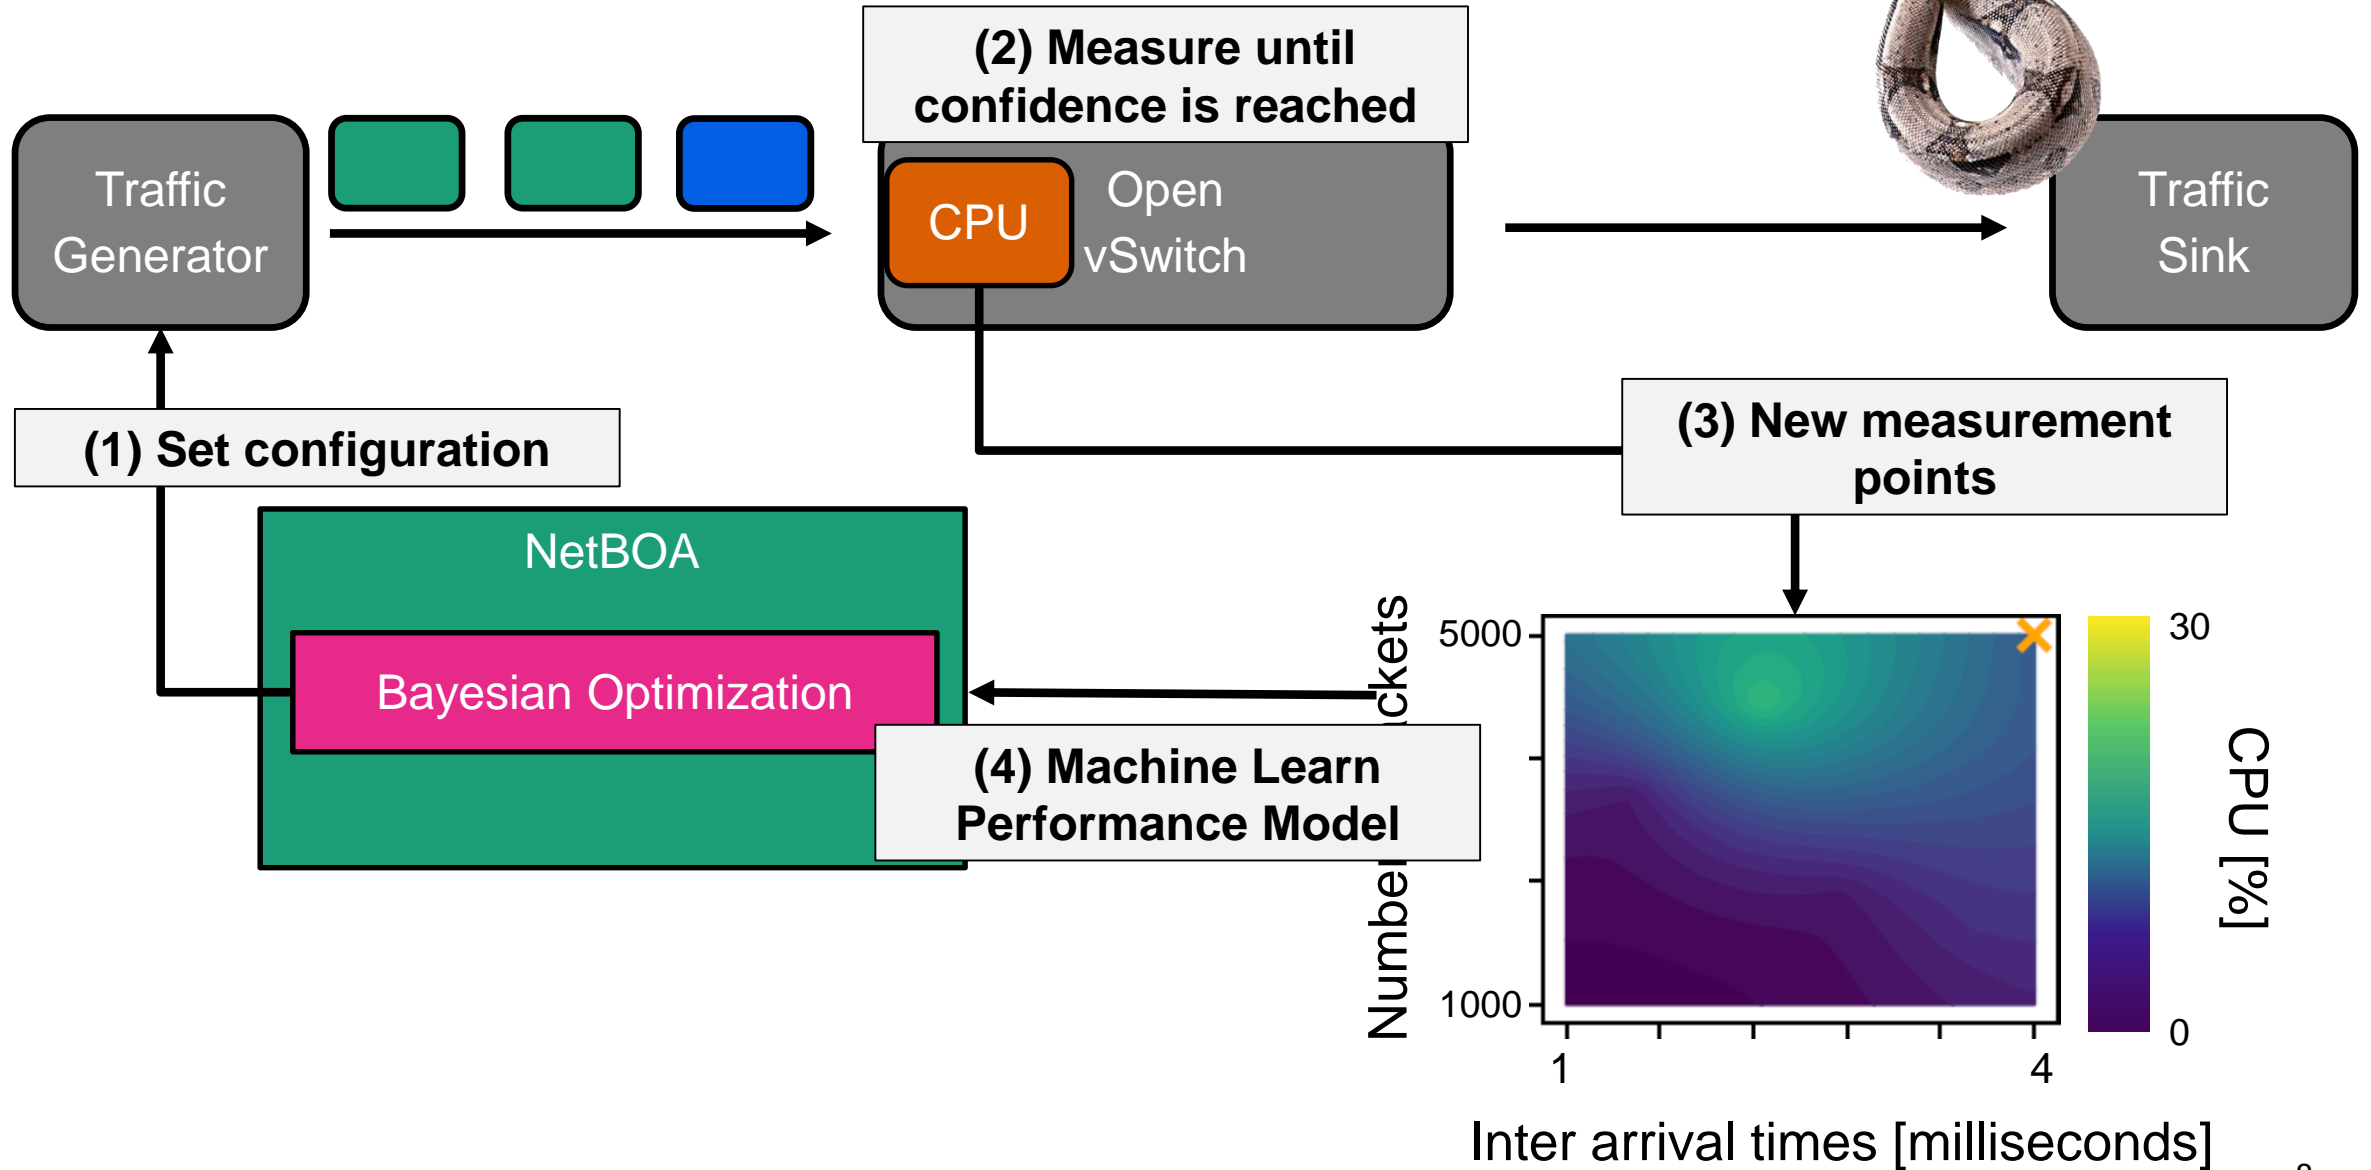 (2) Measure until
confidence is reached
Traffic
Generator
CPU
Open
vSwitch
Traffic
Sink
(1) Set configuration
(3) New measurement
points
NetBOA
Bayesian Optimization
(4) Machine Learn
Performance Model
5000
1000
1
4
Inter arrival times [milliseconds]
30
0
CPU [%]